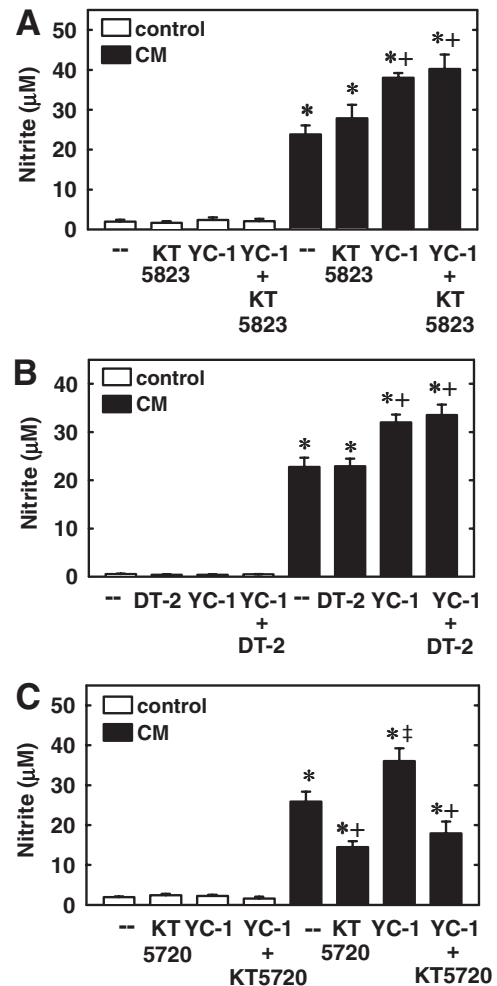 A
control
CM
Nitrite (μM)
50
40
30
20
10
0
* * *+ *+
-- KT YC-1 YC-1 -- KT YC-1 YC-1
5823 + 5823 +
KT KT
5823 5823
B
control
CM
Nitrite (μM)
40
30
20
10
0
* * *+ *+
-- DT-2 YC-1 YC-1 -- DT-2 YC-1 YC-1
+ +
DT-2 DT-2
C
control
CM
Nitrite (μM)
50
40
30
20
10
0
* *+ *‡ *+
-- KT YC-1 YC-1 -- KT YC-1 YC-1
5720 + 5720 +
KT5720 KT5720